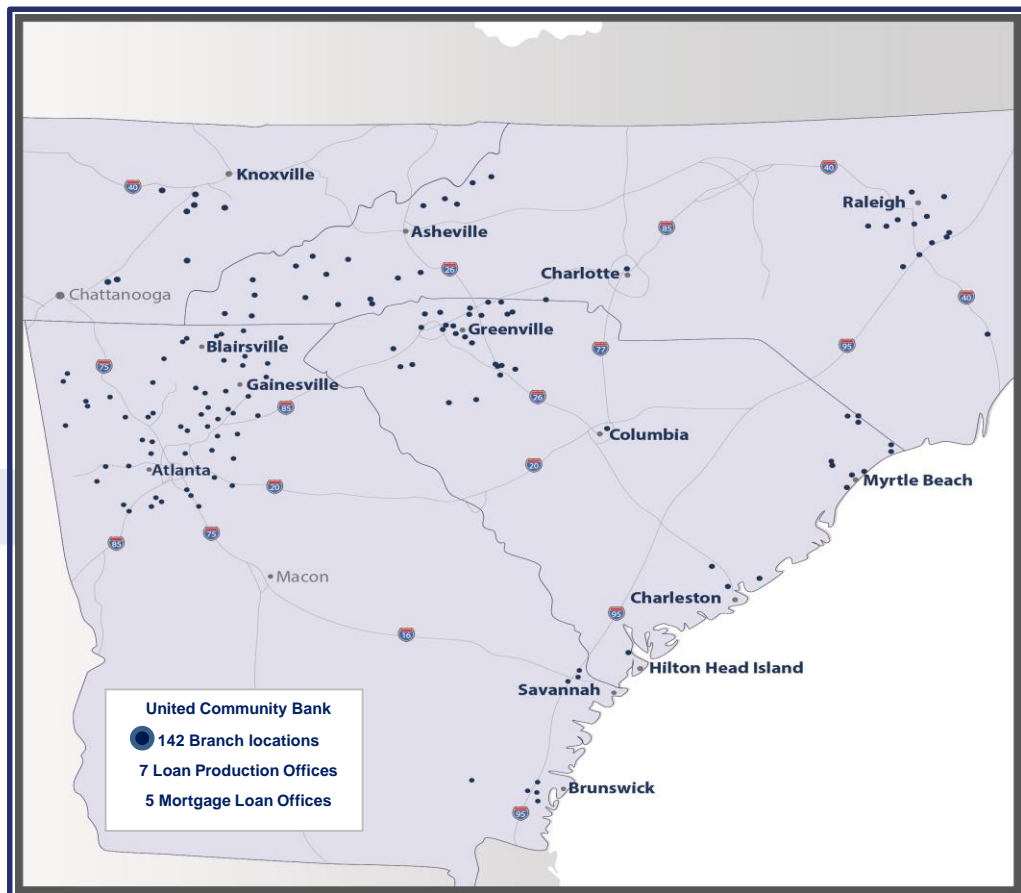 Knoxville
40
40
Raleigh
Asheville
85
26
Charlotte
Chattanooga
40
Greenville
Blairsville
95
77
75
Gainesville
26
85
Columbia
Atlanta
20
Myrtle Beach
20
75
85
Macon
Charleston
95
16
Hilton Head Island
Savannah
United Community Bank
142 Branch locations
7 Loan Production Offices
5 Mortgage Loan Offices
Brunswick
95